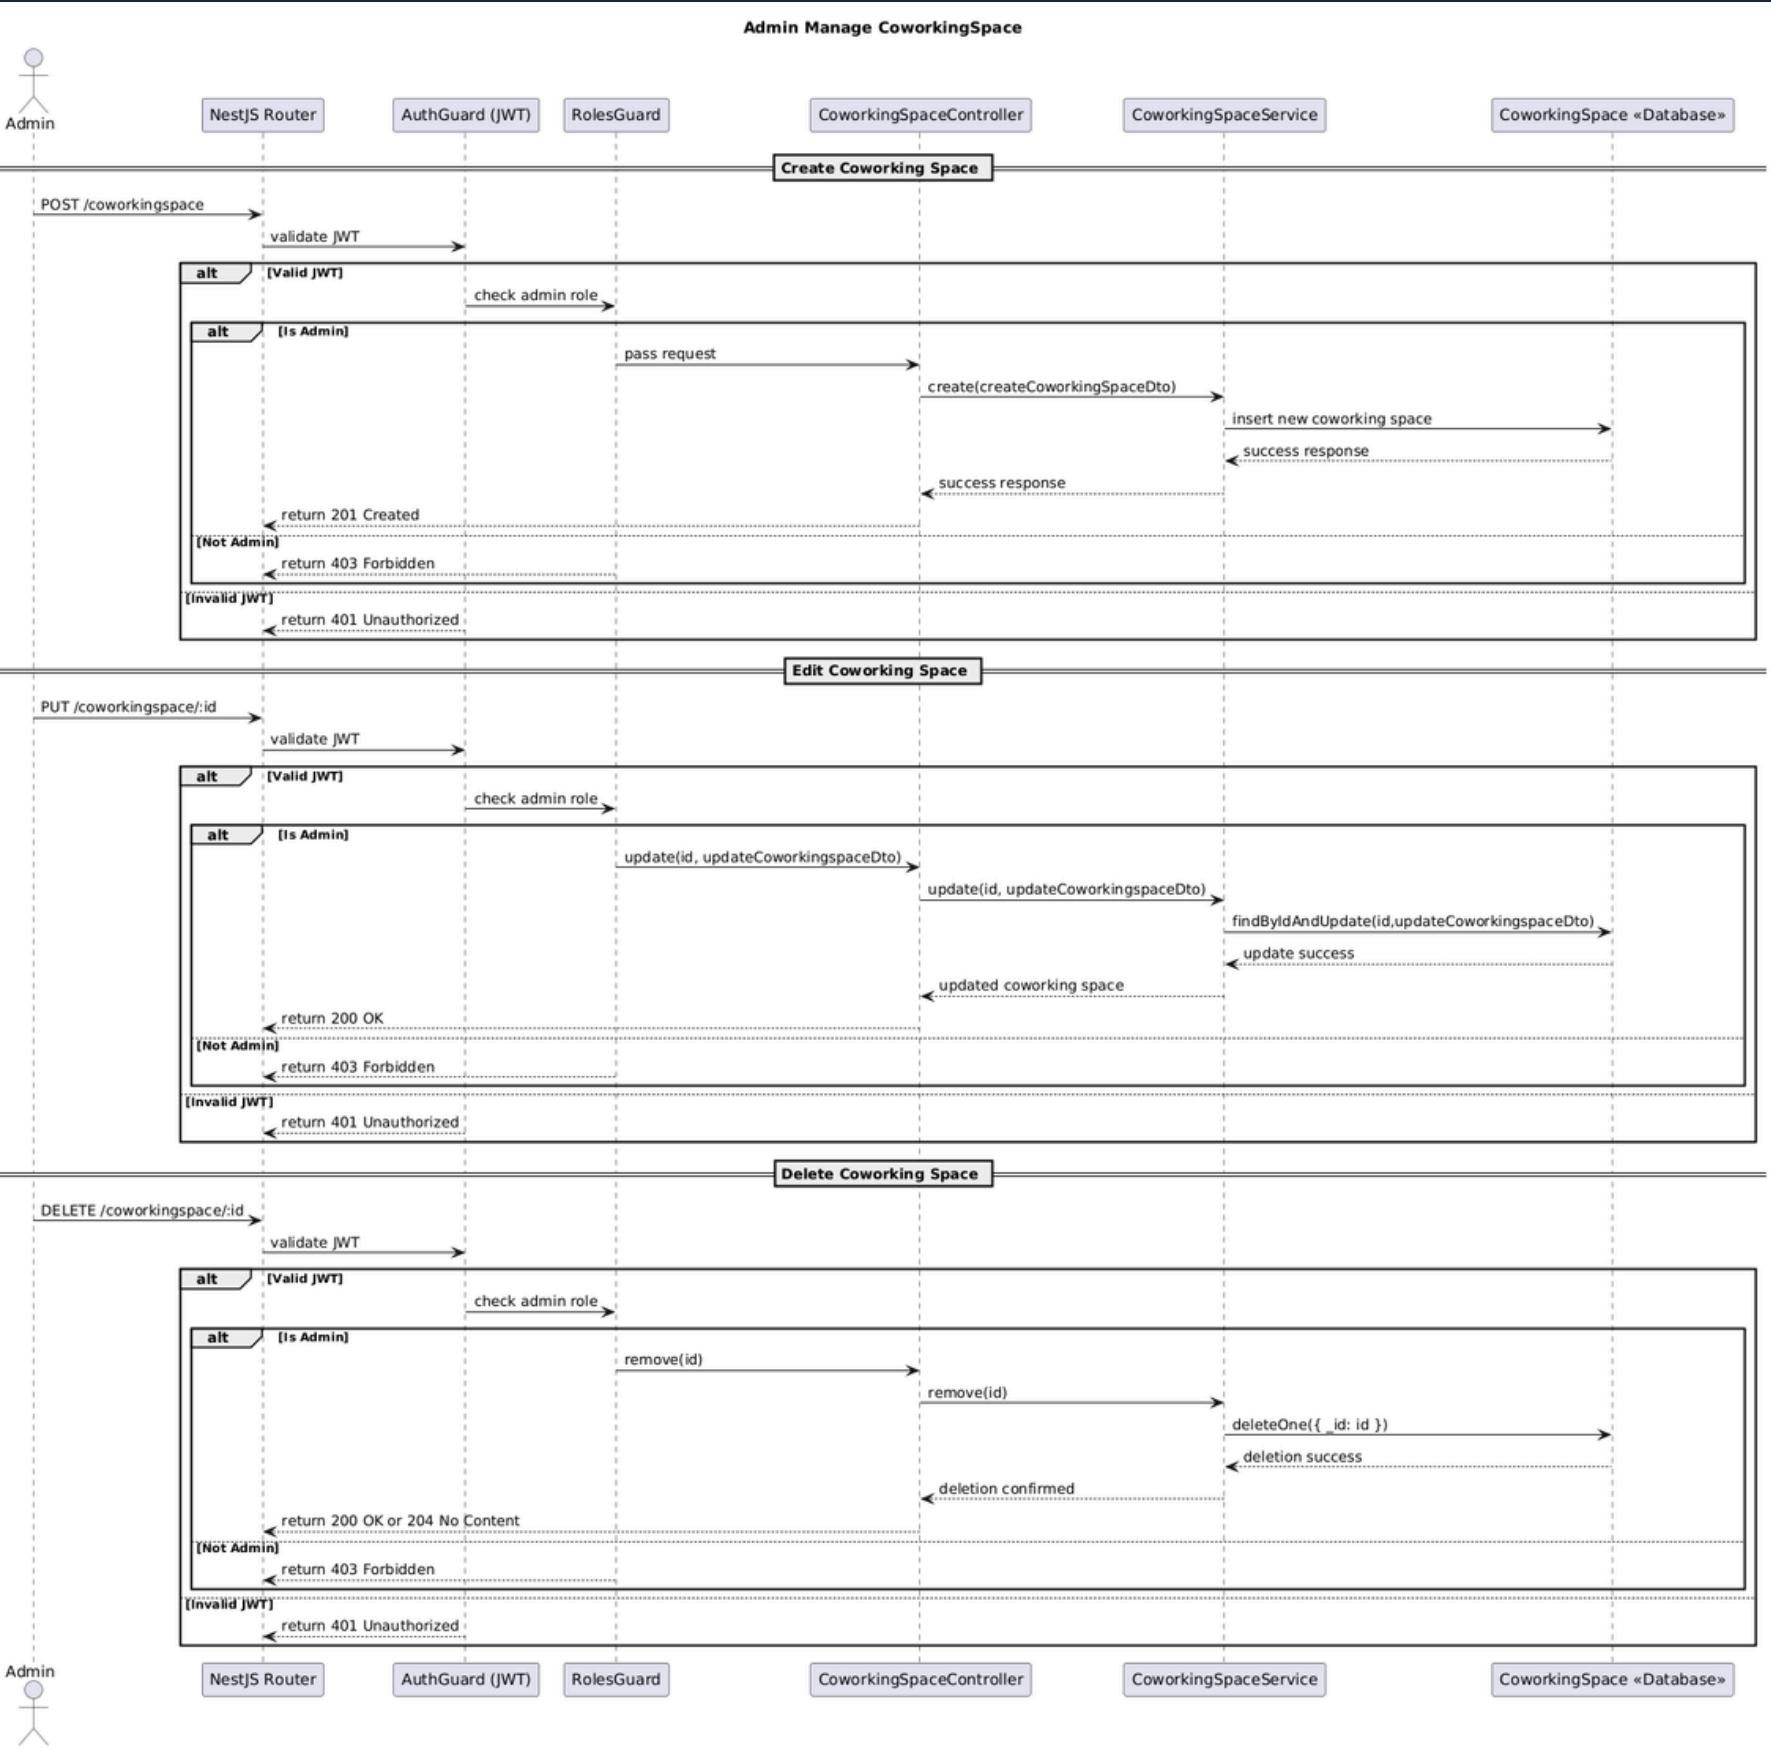 Admin Manage CoworkingSpace
Admin
NestJS Router
AuthGuard (JWT)
RolesGuard
CoworkingSpaceController
CoworkingSpaceService
CoworkingSpace «Database»
Create Coworking Space
POST /coworkingspace
validate JWT
alt [Valid JWT]
check admin role
alt [Is Admin]
pass request
create(createCoworkingSpaceDto)
insert new coworking space
success response
success response
return 201 Created
[Not Admin]
return 403 Forbidden
[Invalid JWT]
return 401 Unauthorized
Edit Coworking Space
PUT /coworkingspace/:id
validate JWT
alt [Valid JWT]
check admin role
alt [Is Admin]
update(id, updateCoworkingspaceDto)
update(id, updateCoworkingspaceDto)
findByIdAndUpdate(id,updateCoworkingspaceDto)
update success
updated coworking space
return 200 OK
[Not Admin]
return 403 Forbidden
[Invalid JWT]
return 401 Unauthorized
Delete Coworking Space
DELETE /coworkingspace/:id
validate JWT
alt [Valid JWT]
check admin role
alt [Is Admin]
remove(id)
remove(id)
deleteOne({ _id: id })
deletion success
deletion confirmed
return 200 OK or 204 No Content
[Not Admin]
return 403 Forbidden
[Invalid JWT]
return 401 Unauthorized
Admin
NestJS Router
AuthGuard (JWT)
RolesGuard
CoworkingSpaceController
CoworkingSpaceService
CoworkingSpace «Database»